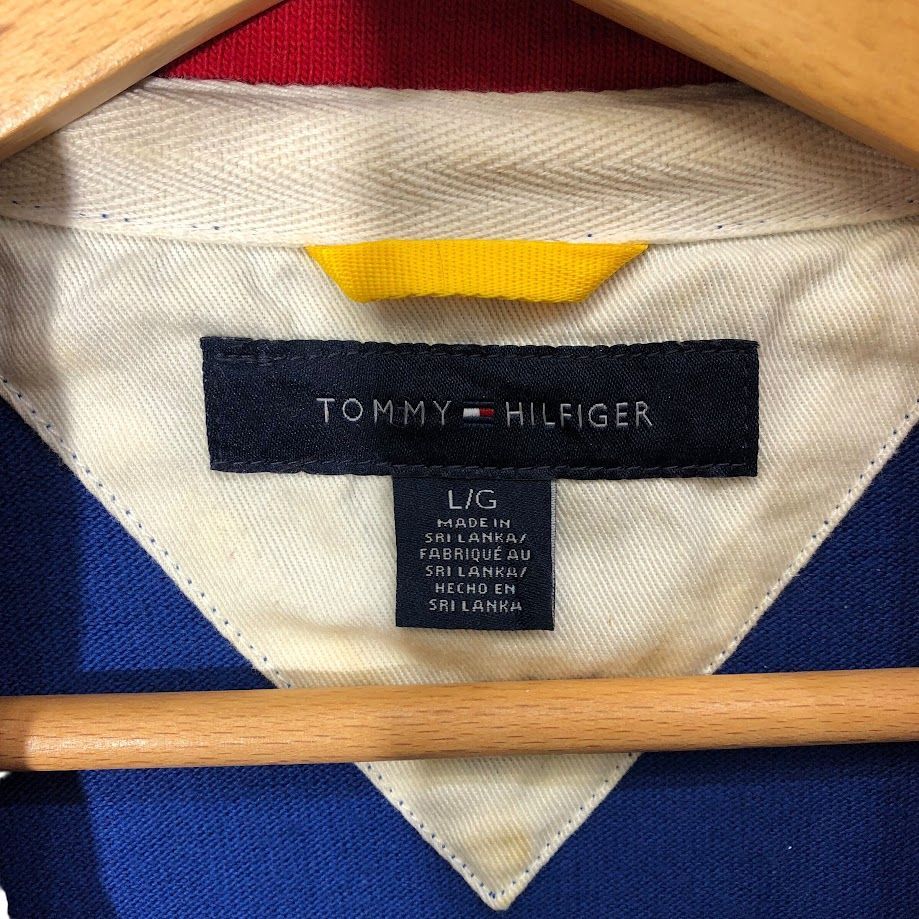 TOMMY HILFIGER
L/G
MADE IN
SRI LANKA/
FABRIQUÉ AU
SRI LANKA/
HECHO EN
SRI LANKA